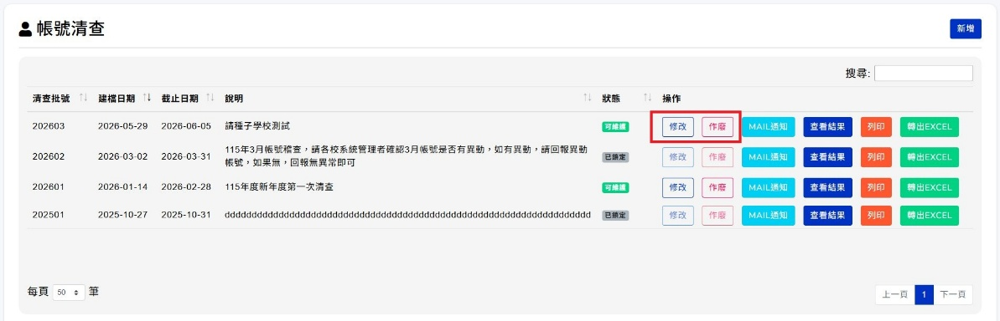 帳號清查
新增
搜尋:
清查批號 建檔日期 截止日期 說明 狀態 操作
202603 2026-05-29 2026-06-05 請種子學校測試 可維護 修改 作廢 MAIL通知 查看結果 列印 轉出EXCEL
202602 2026-03-02 2026-03-31 115年3月帳號稽查,請各校系統管理者確認3月帳號是否有異動,如有異動,請回報異動 已鎖定 修改 作廢 MAIL通知 查看結果 列印 轉出EXCEL
帳號,如果無,回報無異常即可
202601 2026-01-14 2026-02-28 115年度新年度第一次清查 可維護 修改 作廢 MAIL通知 查看結果 列印 轉出EXCEL
202501 2025-10-27 2025-10-31 dddddddddddddddddddddddddddddddddddddddddddddddddddddddddddddddddddd 已鎖定 修改 作廢 MAIL通知 查看結果 列印 轉出EXCEL
每頁 50 筆
上一頁 1 下一頁